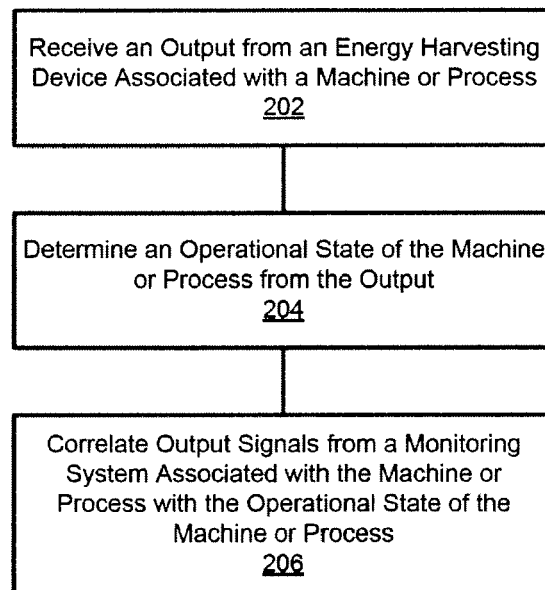 Receive an Output from an Energy Harvesting
Device Associated with a Machine or Process
202
Determine an Operational State of the Machine
or Process from the Output
204
Correlate Output Signals from a Monitoring
System Associated with the Machine or
Process with the Operational State of the
Machine or Process
206